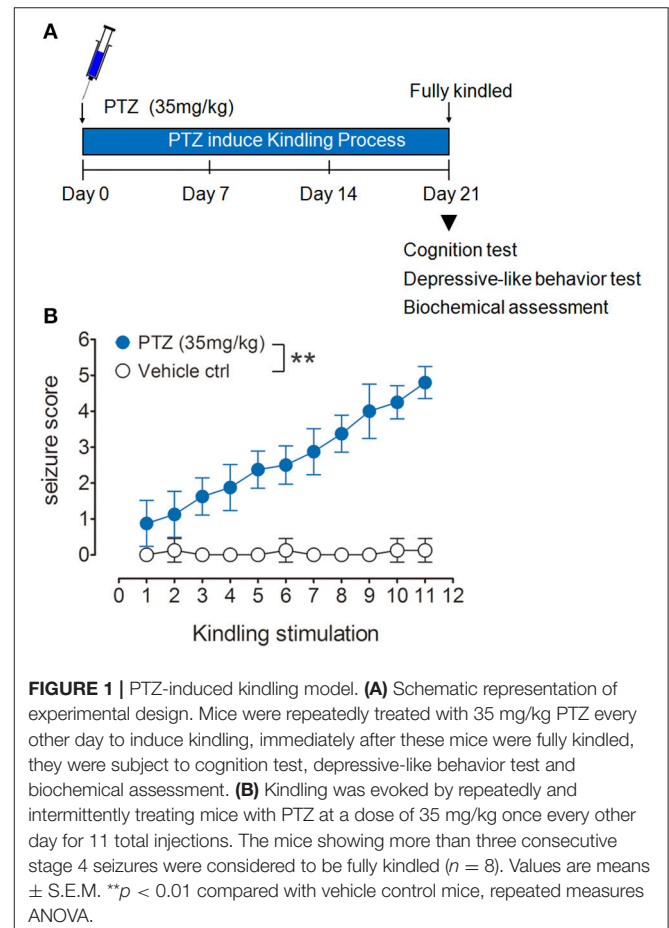 A
PTZ (35mg/kg)
Fully kindled
PTZ induce Kindling Process
Day 0 Day 7 Day 14 Day 21
Cognition test
Depressive-like behavior test
Biochemical assessment
B
PTZ (35mg/kg)
Vehicle ctrl
**
seizure score
6
5
4
3
2
1
0
0 1 2 3 4 5 6 7 8 9 10 11 12
Kindling stimulation
FIGURE 1 | PTZ-induced kindling model. (A) Schematic representation of
experimental design. Mice were repeatedly treated with 35 mg/kg PTZ every
other day to induce kindling, immediately after these mice were fully kindled,
they were subject to cognition test, depressive-like behavior test and
biochemical assessment. (B) Kindling was evoked by repeatedly and
intermittently treating mice with PTZ at a dose of 35 mg/kg once every other
day for 11 total injections. The mice showing more than three consecutive
stage 4 seizures were considered to be fully kindled (n = 8). Values are means
± S.E.M. **p < 0.01 compared with vehicle control mice, repeated measures
ANOVA.